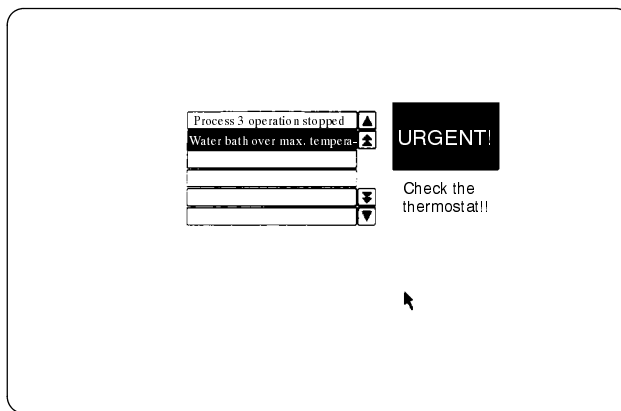 Process 3 operation stopped
Water bath over max. tempera-
URGENT!
Check the
thermostat!!